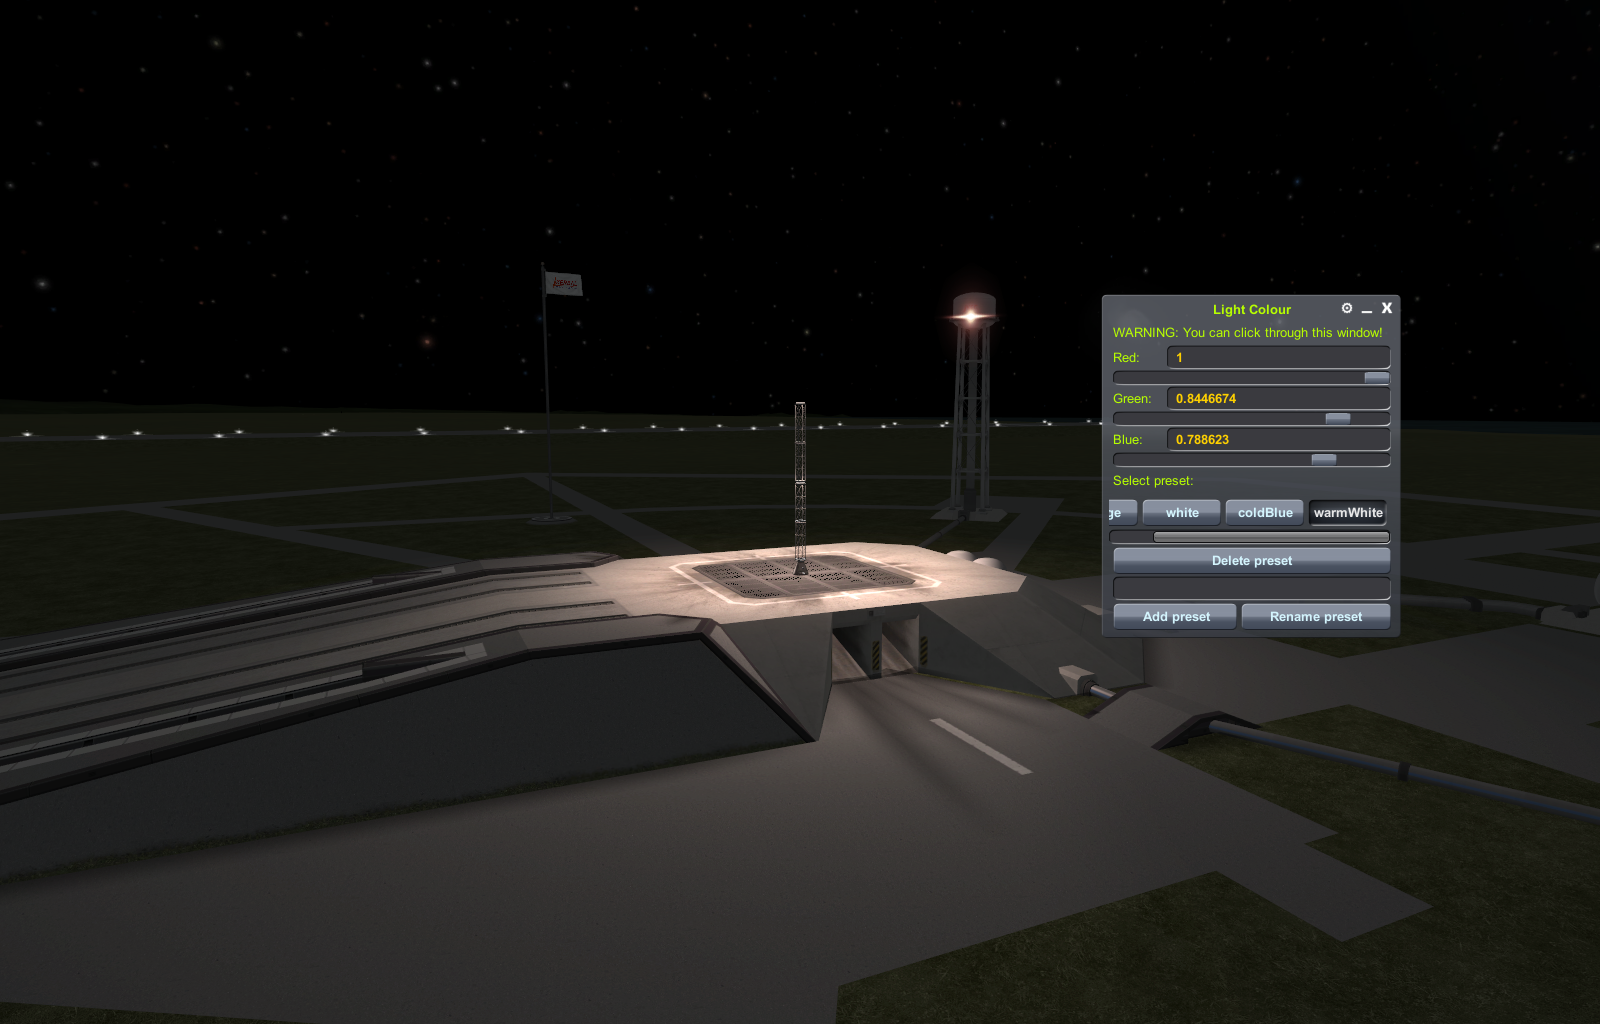 Light Colour
WARNING: You can click through this window!
Red: 1
Green: 0.8446674
Blue: 0.788623
Select preset:
ge white coldBlue warmWhite
Delete preset
Add preset Rename preset